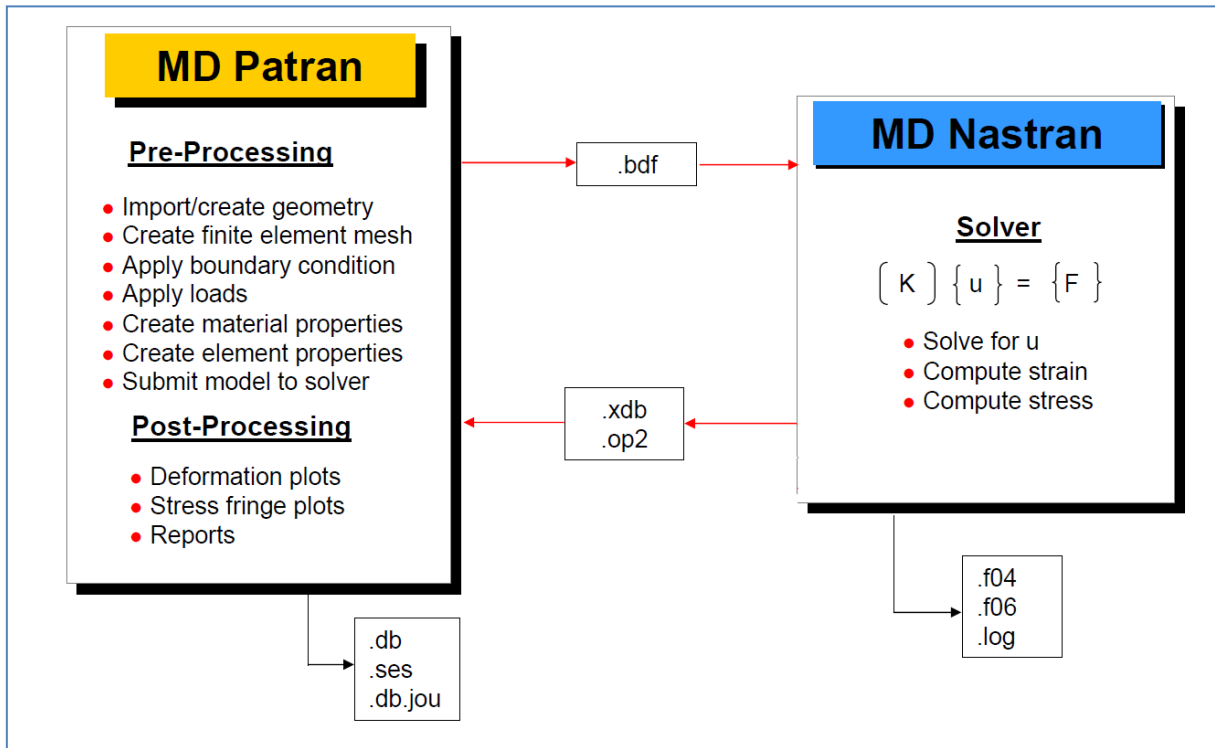 MD Patran
Pre-Processing
• Import/create geometry
• Create finite element mesh
• Apply boundary condition
• Apply loads
• Create material properties
• Create element properties
• Submit model to solver
Post-Processing
• Deformation plots
• Stress fringe plots
• Reports
.bdf
.xdb
.op2
MD Nastran
Solver
[ K ] { u } = { F }
• Solve for u
• Compute strain
• Compute stress
.db
.ses
.db.jou
.f04
.f06
.log